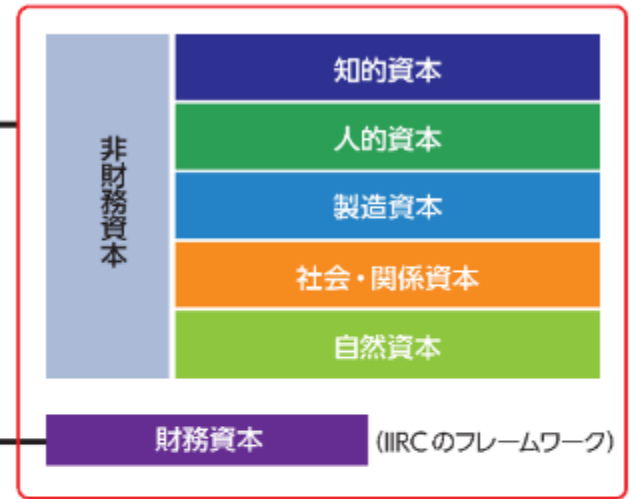 非財務資本
知的資本
人的資本
製造資本
社会・関係資本
自然資本
財務資本 (IIRCのフレームワーク)